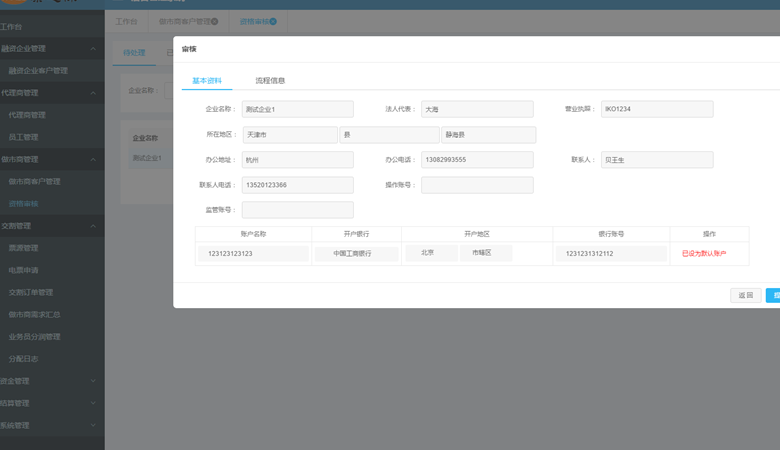 工作台 做市商客户管理 资格审核
工作台
融资企业管理
融资企业客户管理
代理商管理
代理商管理
员工管理
做市商管理
做市商客户管理
资格审核
交割管理
票源管理
电票申请
交割订单管理
做市商需求汇总
业务员分润管理
分配日志
资金管理
结算管理
系统管理
待处理
企业名称：
企业名称
测试企业1
审核
基本资料 流程信息
企业名称： 测试企业1 法人代表： 大海 营业执照： IKO1234
所在地区： 天津市 县 静海县
办公地址： 杭州 办公电话： 13082993555 联系人： 贝壬生
联系人电话： 13520123366 操作账号：
监管账号：
账户名称 开户银行 开户地区 银行账号 操作
123123123123 中国工商银行 北京 市辖区 1231231312112 已设为默认账户
返回